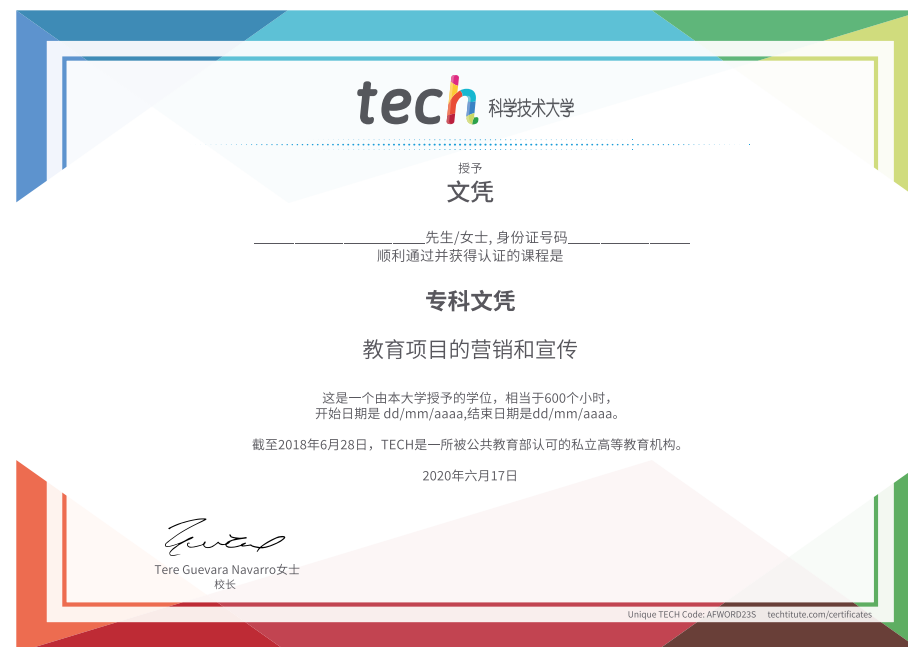 tech 科学技术大学
授予
文凭
先生/女士, 身份证号码
顺利通过并获得认证的课程是
专科文凭
教育项目的营销和宣传
这是一个由本大学授予的学位，相当于600个小时，
开始日期是 dd/mm/aaaa,结束日期是dd/mm/aaaa。
截至2018年6月28日，TECH是一所被公共教育部认可的私立高等教育机构。
2020年六月17日
Tere Guevara Navarro女士
校长
Unique TECH Code: AFWORD23S techtitute.com/certificates